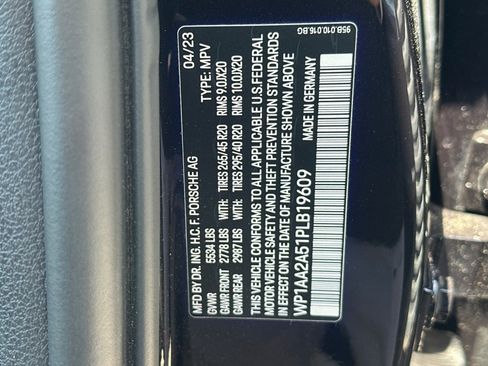 95B.010.016.BG
MFD BY DR. ING. H.C. F. PORSCHE AG 04/23
GVWR 5534 LBS TYPE: MPV
GAWR FRONT 2778 LBS WITH: TIRES 265/45 R20 RIMS 9.0JX20
GAWR REAR 2987 LBS WITH: TIRES 295/40 R20 RIMS 10.0JX20
THIS VEHICLE CONFORMS TO ALL APPLICABLE U.S. FEDERAL
MOTOR VEHICLE SAFETY AND THEFT PREVENTION STANDARDS
IN EFFECT ON THE DATE OF MANUFACTURE SHOWN ABOVE
WP1AA2A51PLB19609 MADE IN GERMANY